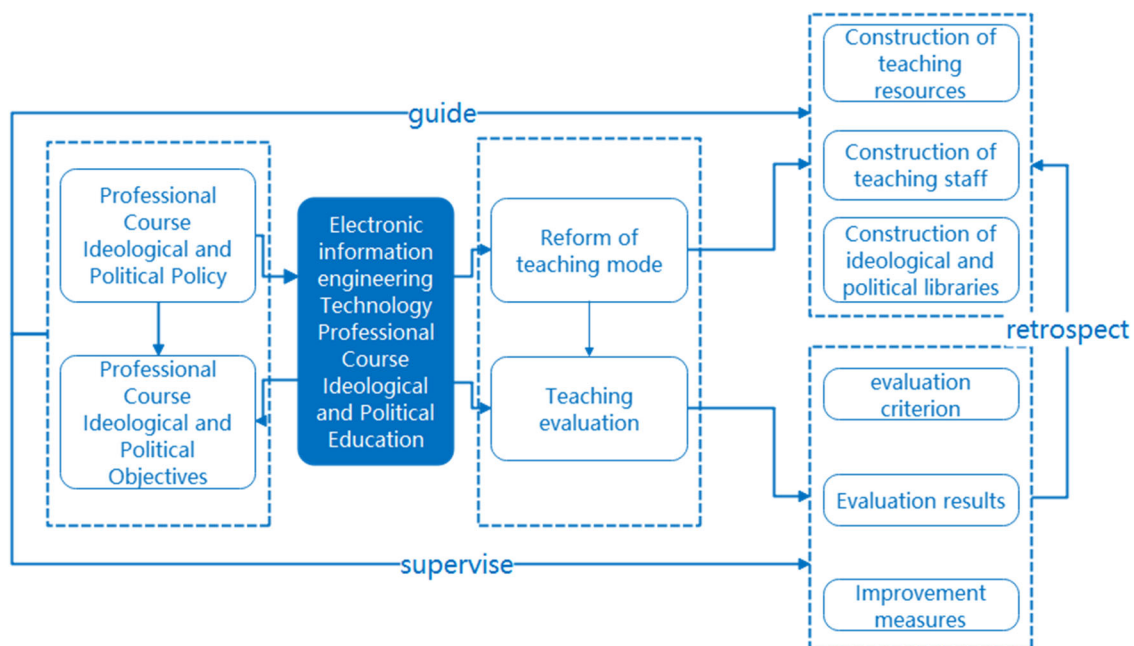 guide
Professional
Course
Ideological and
Political Policy
Professional
Course
Ideological and
Political
Objectives
Electronic
information
engineering
Technology
Professional
Course
Ideological
and Political
Education
Reform of
teaching mode
Teaching
evaluation
Construction of
teaching
resources
Construction of
teaching staff
Construction of
ideological and
political libraries
retrospect
evaluation
criterion
Evaluation results
Improvement
measures
supervise